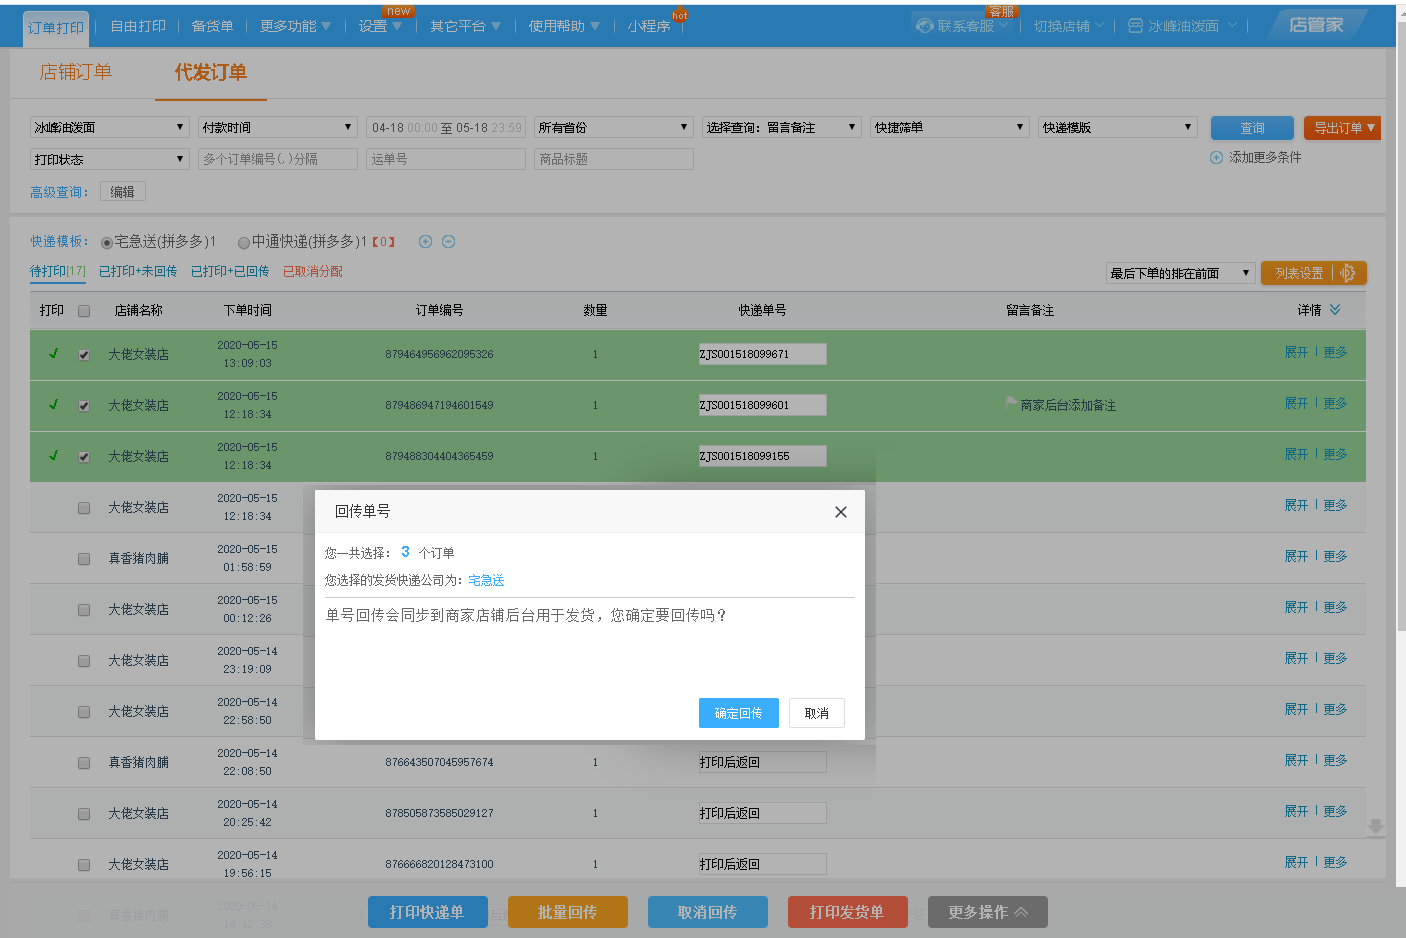 new
hot
客服
订单打印 自由打印 备货单 更多功能 设置 其它平台 使用帮助 小程序 联系客服 切换店铺 冰峰油泼面 店管家
店铺订单 代发订单
冰峰油泼面 付款时间 04-18 00:00 至 05-18 23:59 所有省份 选择查询：留言备注 快捷筛单 快递模版 查询 导出订单
打印状态 多个订单编号(,)分隔 运单号 商品标题 添加更多条件
高级查询： 编辑
快递模板： 宅急送(拼多多)1 中通快递(拼多多)1【0】
待打印[17] 已打印+未回传 已打印+已回传 已取消分配 最后下单的排在前面 列表设置
打印 店铺名称 下单时间 订单编号 数量 快递单号 留言备注 详情
大佬女装店 2020-05-15 13:09:03 879464956962095326 1 ZJS001518099671 展开 更多
大佬女装店 2020-05-15 12:18:34 879486947194601549 1 ZJS001518099601 商家后台添加备注 展开 更多
大佬女装店 2020-05-15 12:18:34 879488304404365459 1 ZJS001518099155 展开 更多
大佬女装店 2020-05-15 12:18:34 展开 更多
真香猪肉脯 2020-05-15 01:58:59 展开 更多
大佬女装店 2020-05-15 00:12:26 展开 更多
大佬女装店 2020-05-14 23:19:09 展开 更多
大佬女装店 2020-05-14 22:58:50 展开 更多
真香猪肉脯 2020-05-14 22:08:50 876643507045957674 1 打印后返回 展开 更多
大佬女装店 2020-05-14 20:25:42 878505873585029127 1 打印后返回 展开 更多
大佬女装店 2020-05-14 19:56:15 876666820128473100 1 打印后返回 展开 更多
真香猪肉脯 2020-05-14 18:42:38
回传单号
您一共选择： 3 个订单
您选择的发货快递公司为：宅急送
单号回传会同步到商家店铺后台用于发货，您确定要回传吗？
确定回传 取消
打印快递单 批量回传 取消回传 打印发货单 更多操作